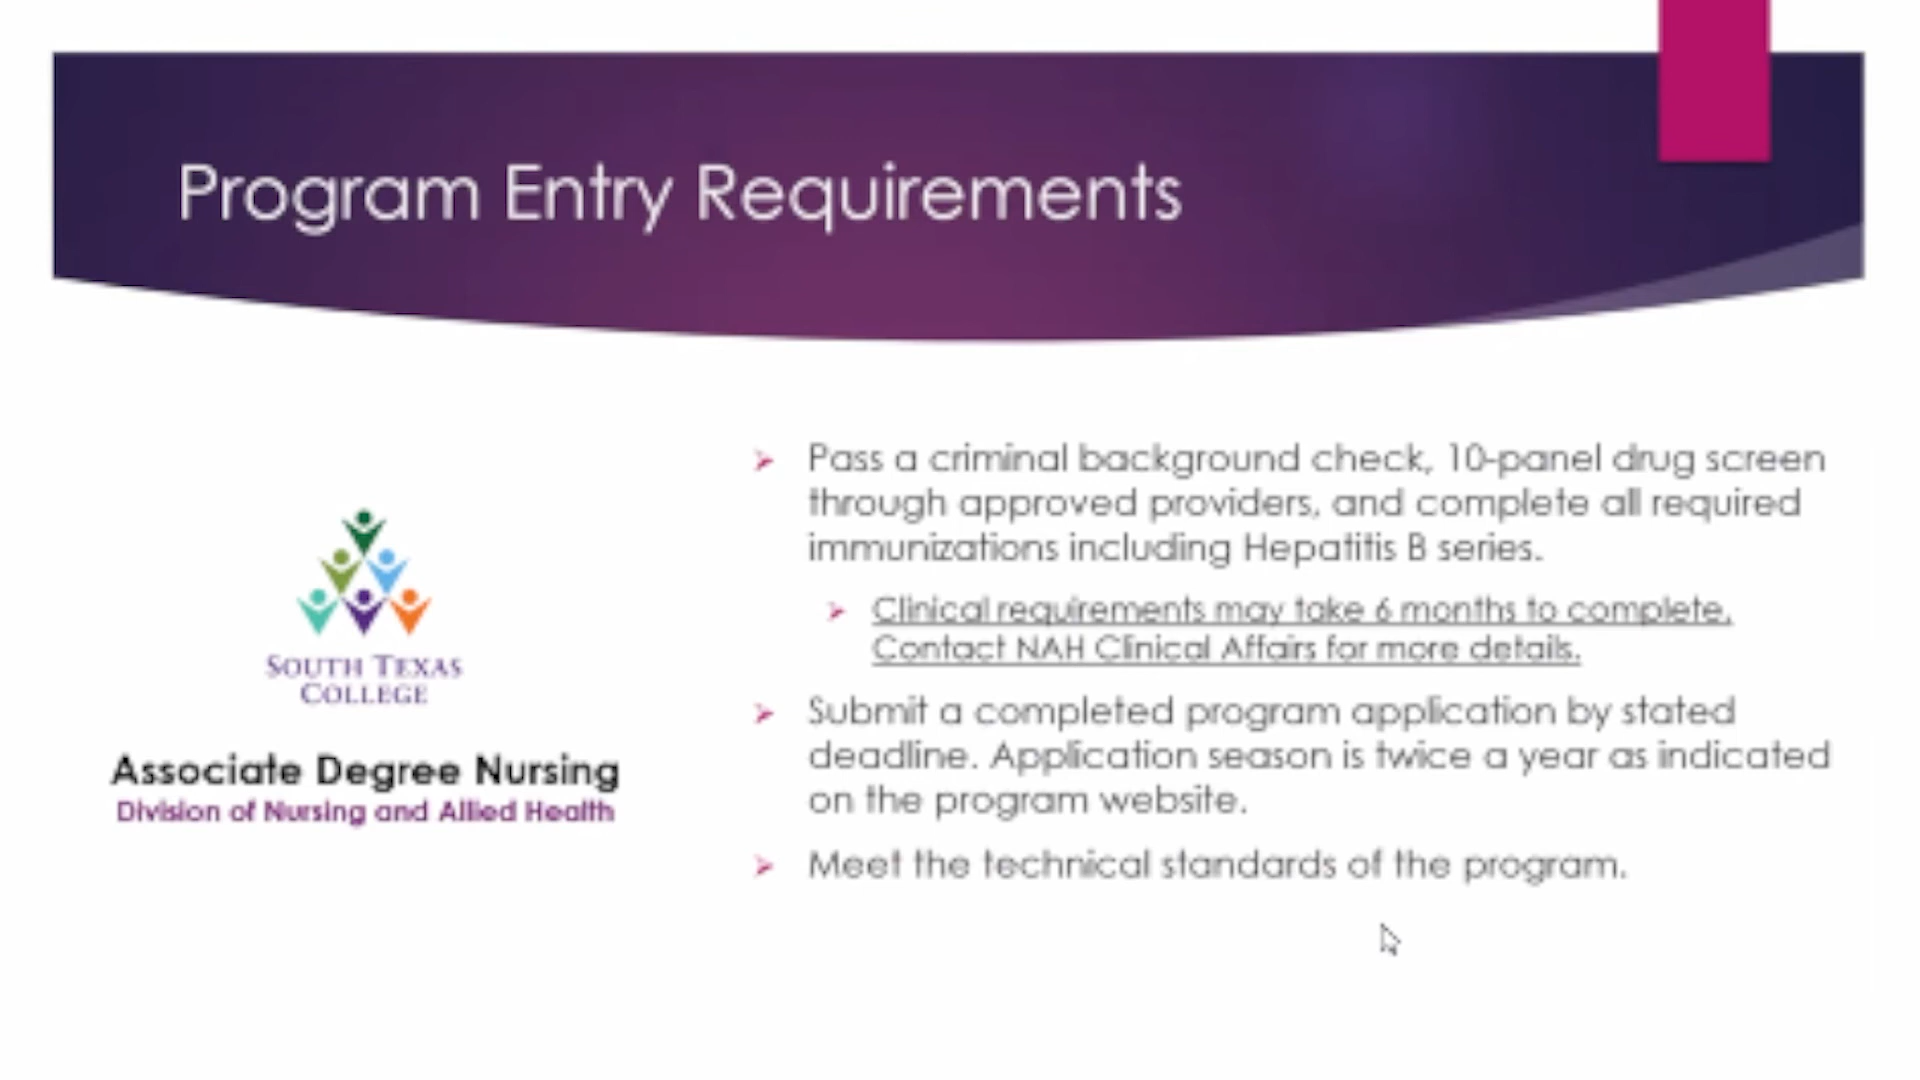 Program Entry Requirements
SOUTH TEXAS
COLLEGE
Associate Degree Nursing
Division of Nursing and Allied Health
Pass a criminal background check, 10-panel drug screen
through approved providers, and complete all required
immunizations including Hepatitis B series.
Clinical requirements may take 6 months to complete.
Contact NAH Clinical Affairs for more details.
Submit a completed program application by stated
deadline. Application season is twice a year as indicated
on the program website.
Meet the technical standards of the program.